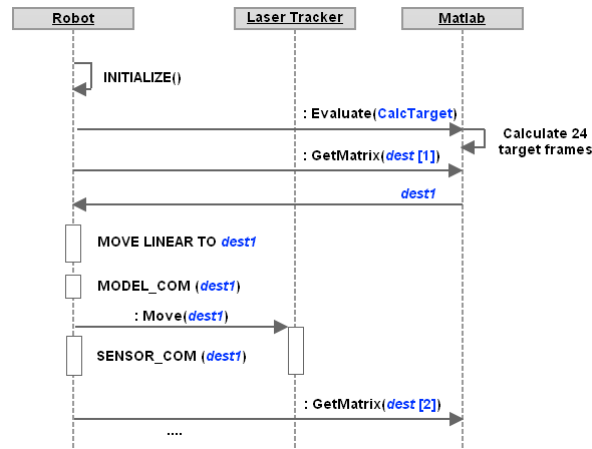 Robot
Laser Tracker
Matlab
INITIALIZE()
: Evaluate(CalcTarget)
Calculate 24
target frames
: GetMatrix(dest [1])
dest1
MOVE LINEAR TO dest1
MODEL_COM (dest1)
: Move(dest1)
SENSOR_COM (dest1)
: GetMatrix(dest [2])
....